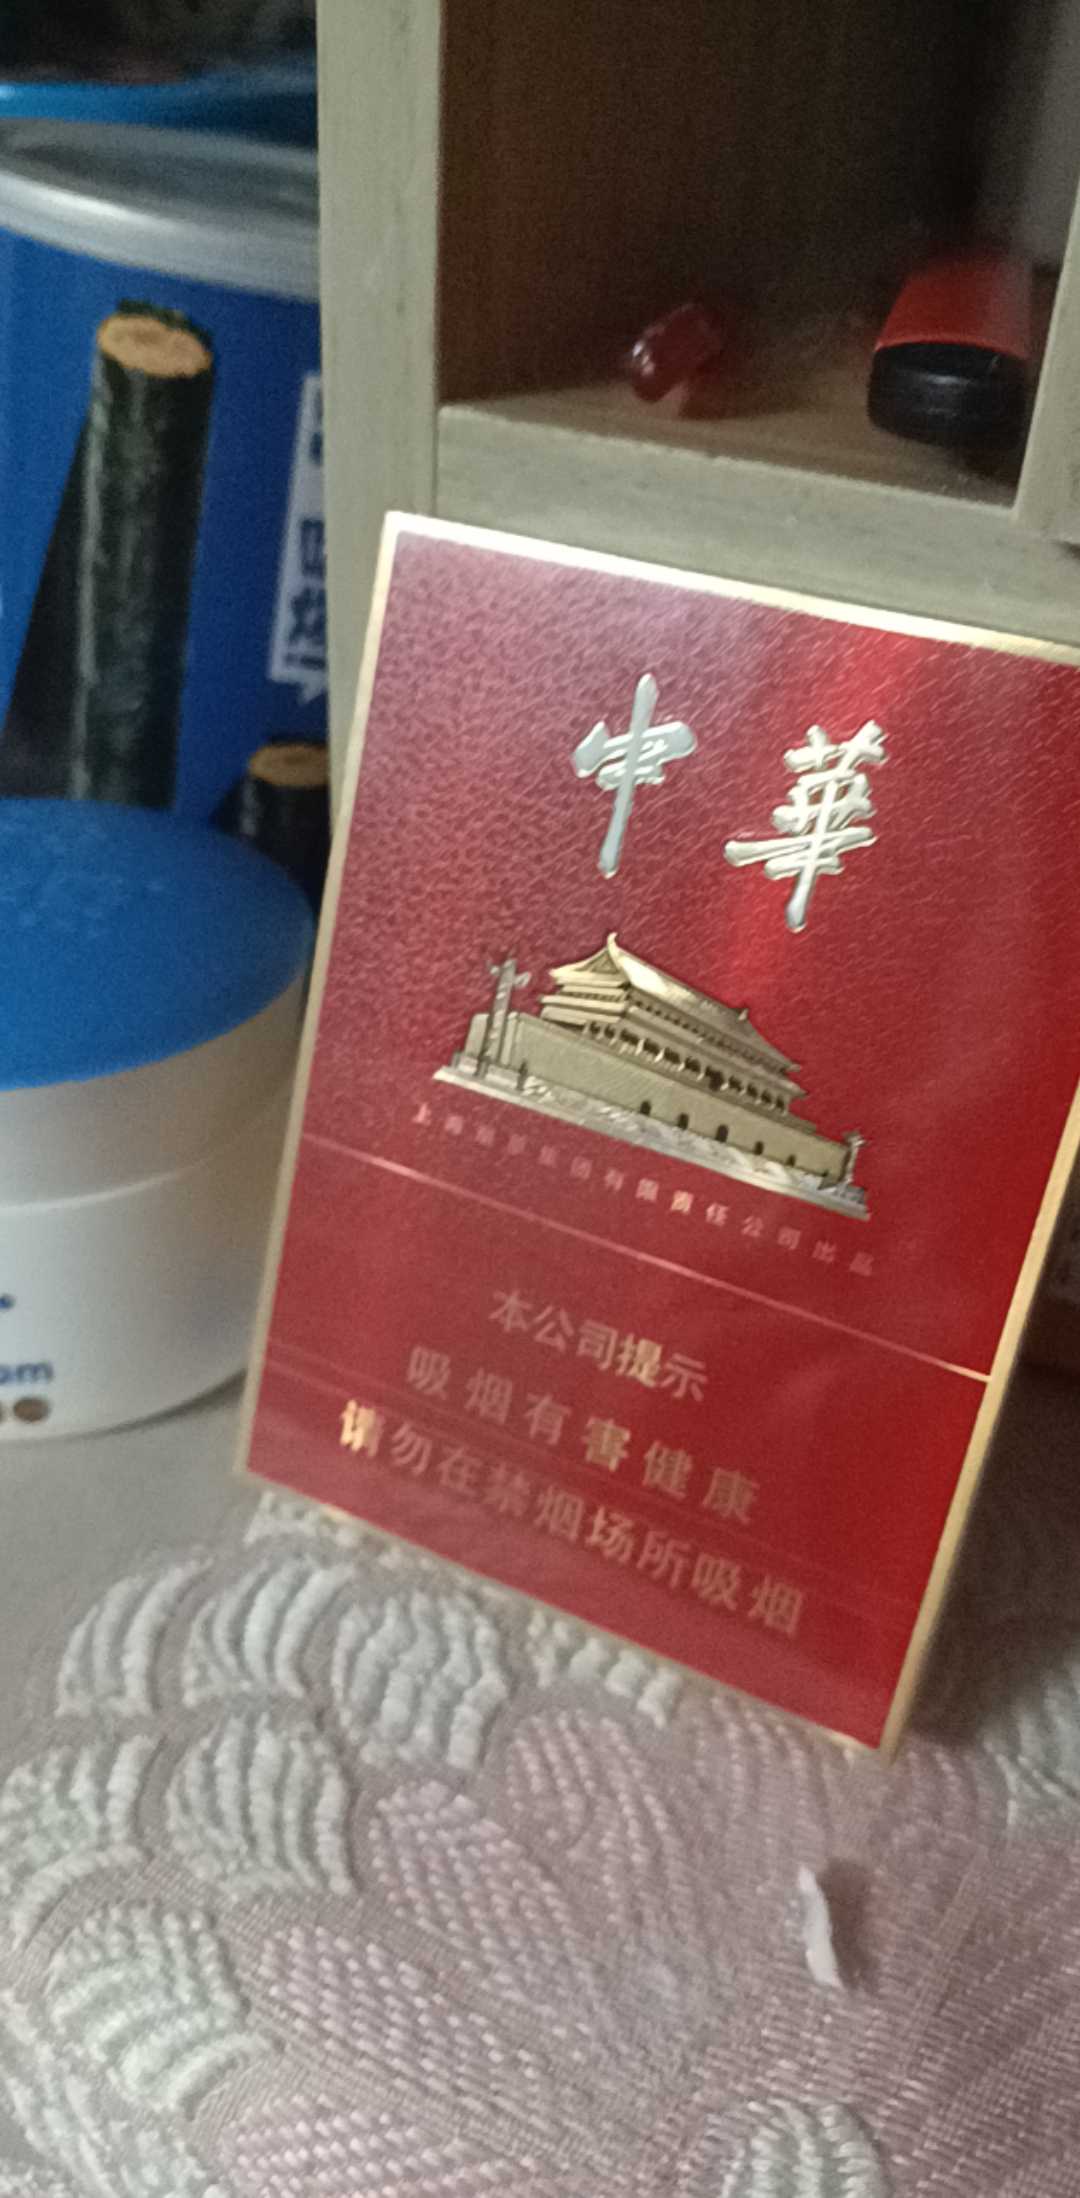 中華
上海烟草集团有限责任公司出品
本公司提示
吸烟有害健康
请勿在禁烟场所吸烟
am